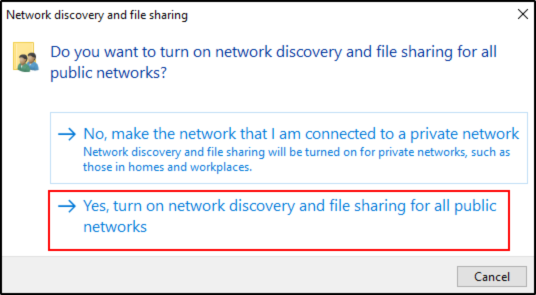 Network discovery and file sharing
Do you want to turn on network discovery and file sharing for all
public networks?
No, make the network that I am connected to a private network
Network discovery and file sharing will be turned on for private networks, such as
those in homes and workplaces.
Yes, turn on network discovery and file sharing for all public
networks
Cancel